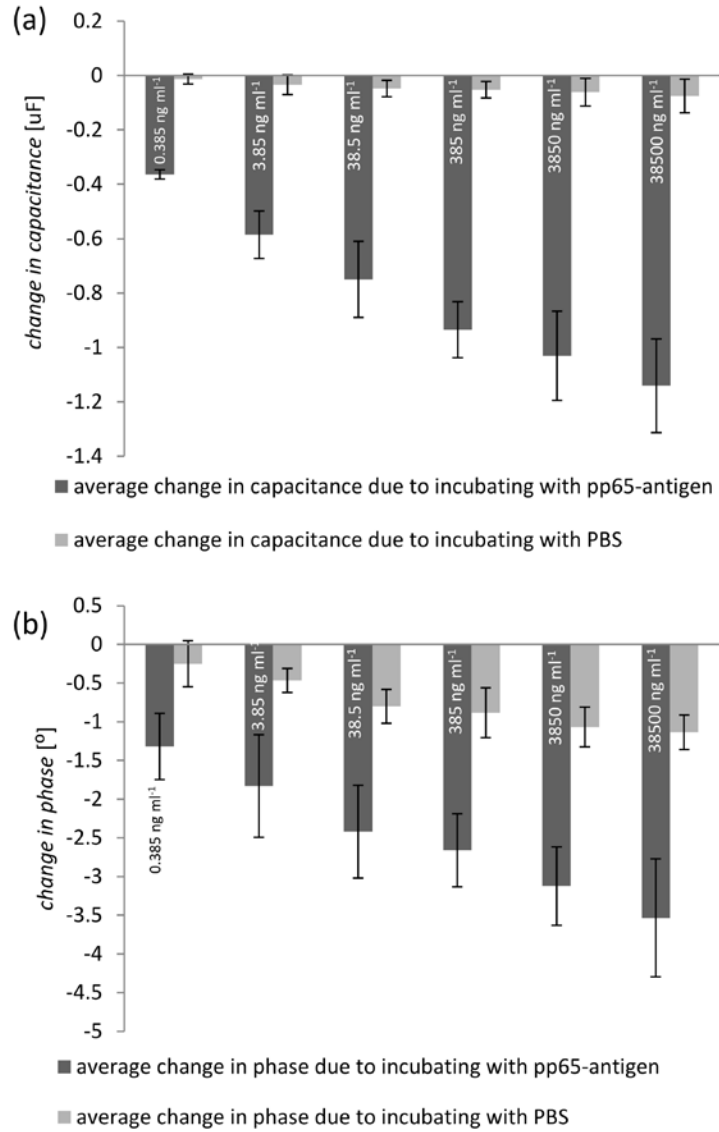 (a)
0.2
0
-0.2
-0.4
-0.6
-0.8
-1
-1.2
-1.4
change in capacitance [uF]
0.385 ng ml⁻¹
3.85 ng ml⁻¹
38.5 ng ml⁻¹
385 ng ml⁻¹
3850 ng ml⁻¹
38500 ng ml⁻¹
average change in capacitance due to incubating with pp65-antigen
average change in capacitance due to incubating with PBS
(b)
0.5
0
-0.5
-1
-1.5
-2
-2.5
-3
-3.5
-4
-4.5
-5
change in phase [⁰]
0.385 ng ml⁻¹
3.85 ng ml⁻¹
38.5 ng ml⁻¹
385 ng ml⁻¹
3850 ng ml⁻¹
38500 ng ml⁻¹
average change in phase due to incubating with pp65-antigen
average change in phase due to incubating with PBS